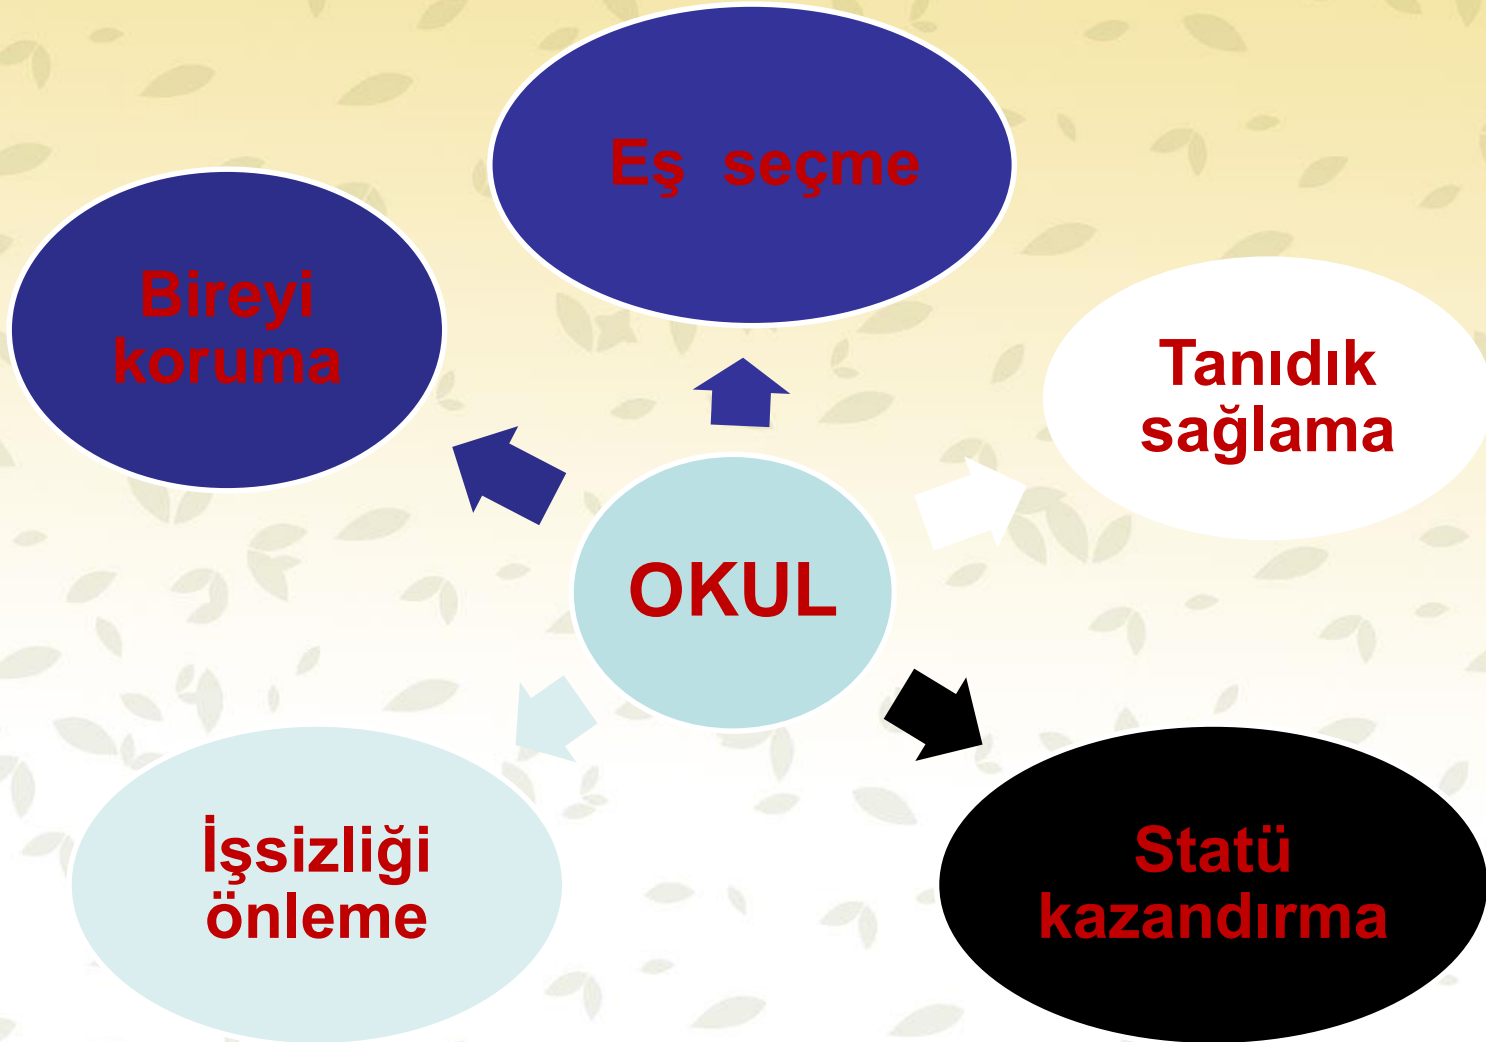 Eş seçme
Bireyi
koruma
Tanıdık
sağlama
OKUL
İşsizliği
önleme
Statü
kazandırma